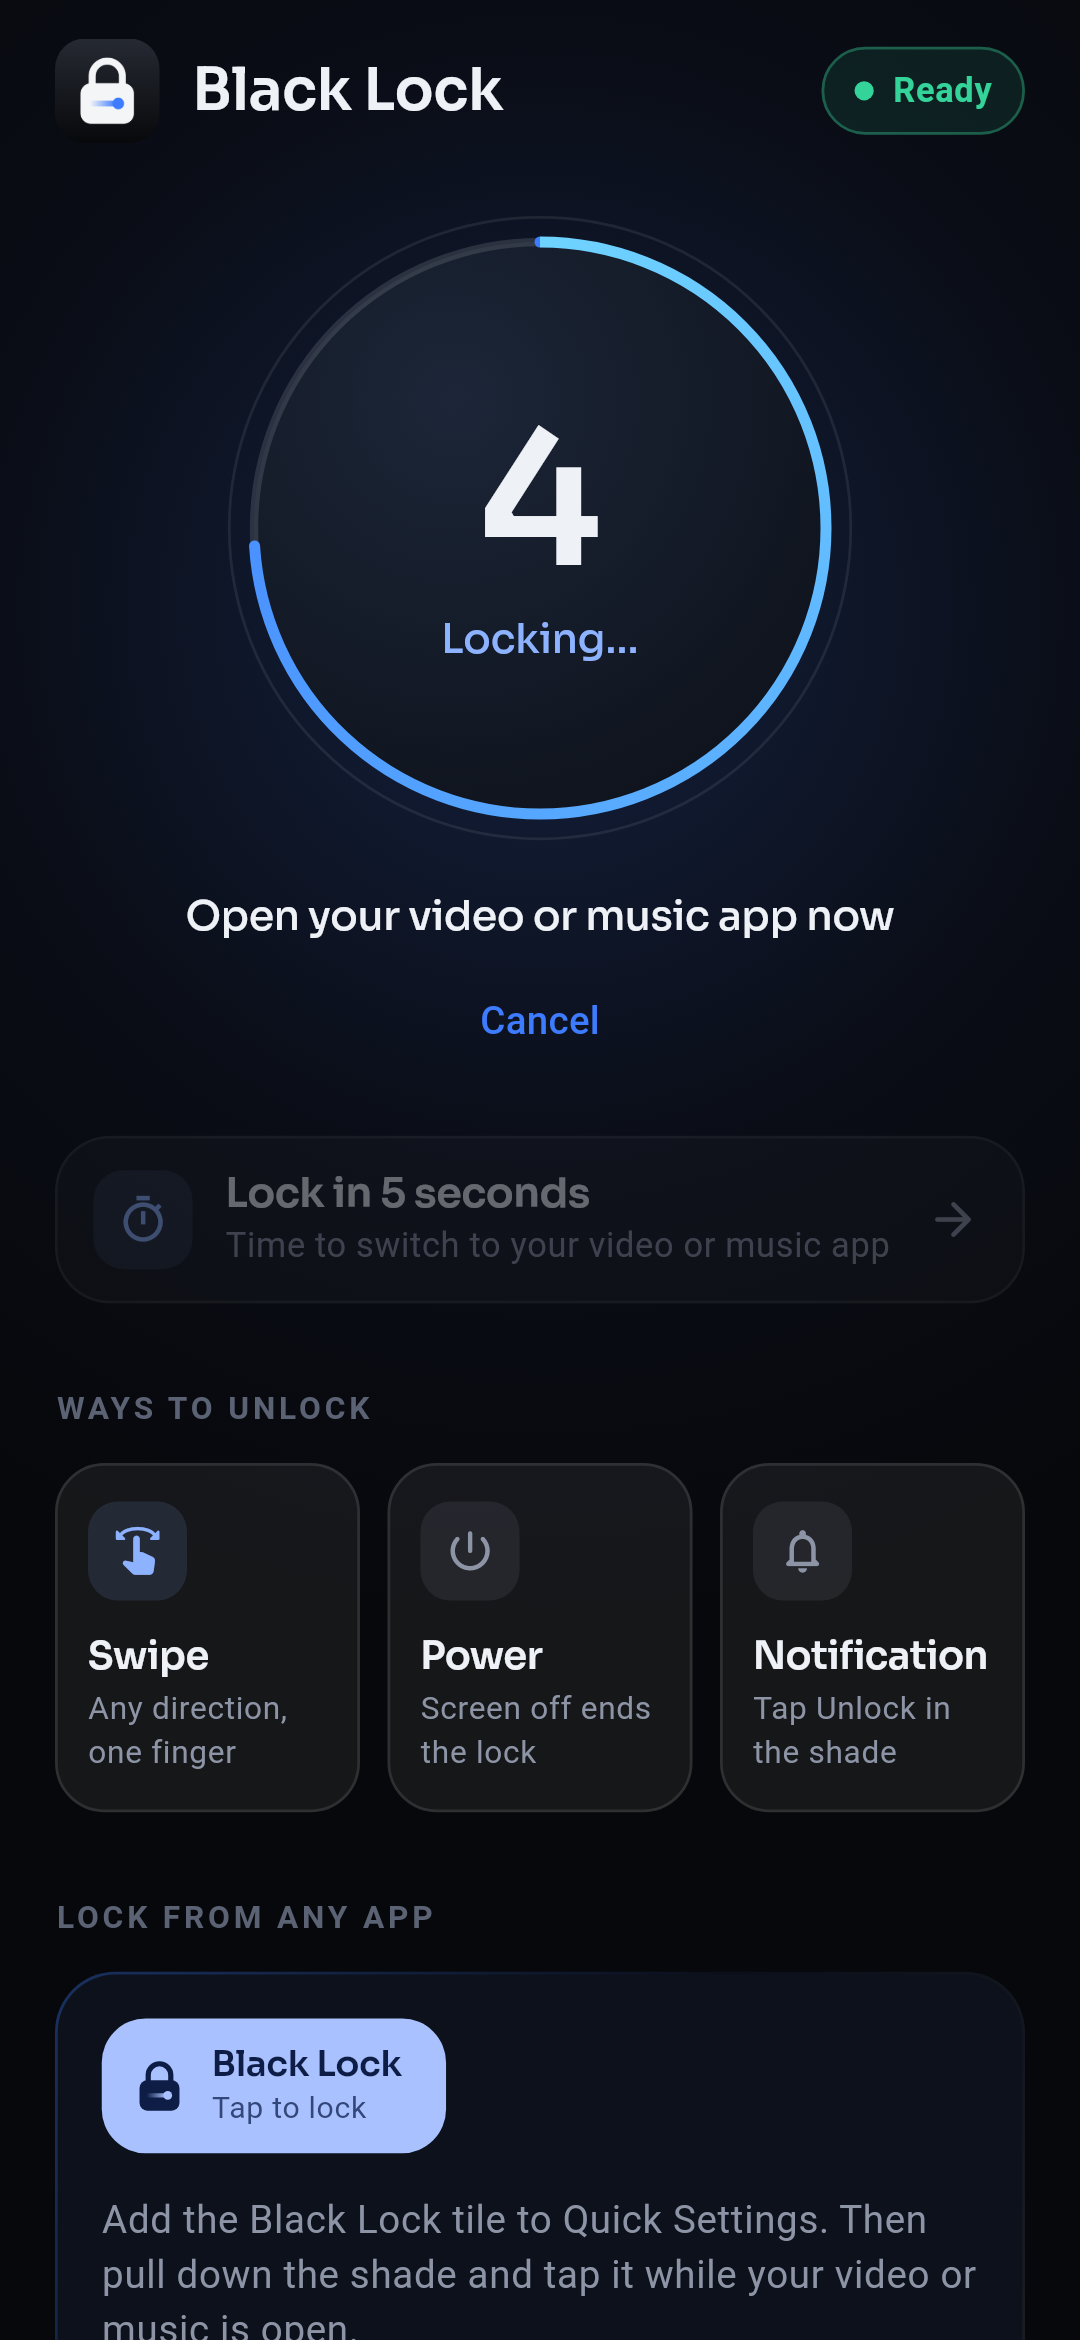 Black Lock
Ready
4
Locking...
Open your video or music app now
Cancel
Lock in 5 seconds
Time to switch to your video or music app
WAYS TO UNLOCK
Swipe
Any direction,
one finger
Power
Screen off ends
the lock
Notification
Tap Unlock in
the shade
LOCK FROM ANY APP
Black Lock
Tap to lock
Add the Black Lock tile to Quick Settings. Then
pull down the shade and tap it while your video or
music is open.